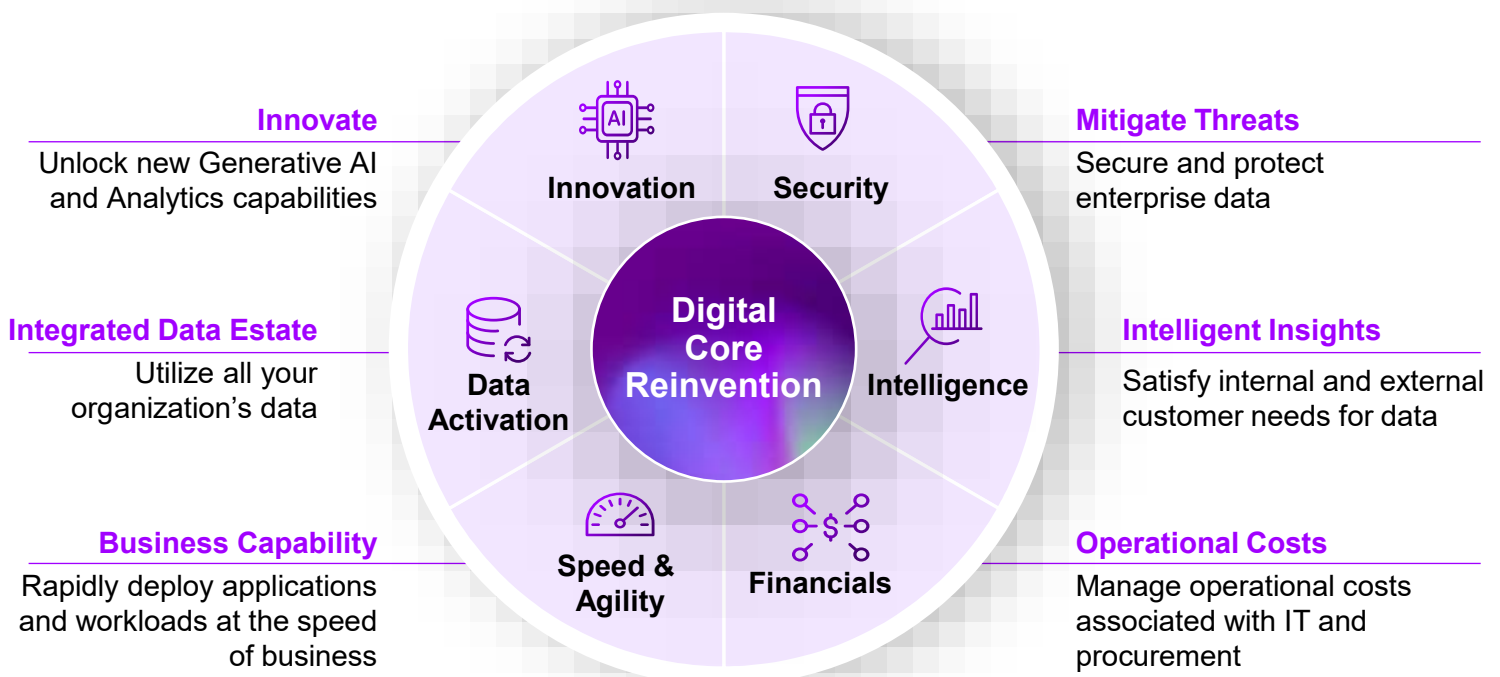 Innovate
Unlock new Generative AI
and Analytics capabilities
Integrated Data Estate
Utilize all your
organization’s data
Business Capability
Rapidly deploy applications
and workloads at the speed
of business
AI
Innovation
Security
Data
Activation
Digital
Core
Reinvention
Intelligence
Speed &
Agility
$
Financials
Mitigate Threats
Secure and protect
enterprise data
Intelligent Insights
Satisfy internal and external
customer needs for data
Operational Costs
Manage operational costs
associated with IT and
procurement